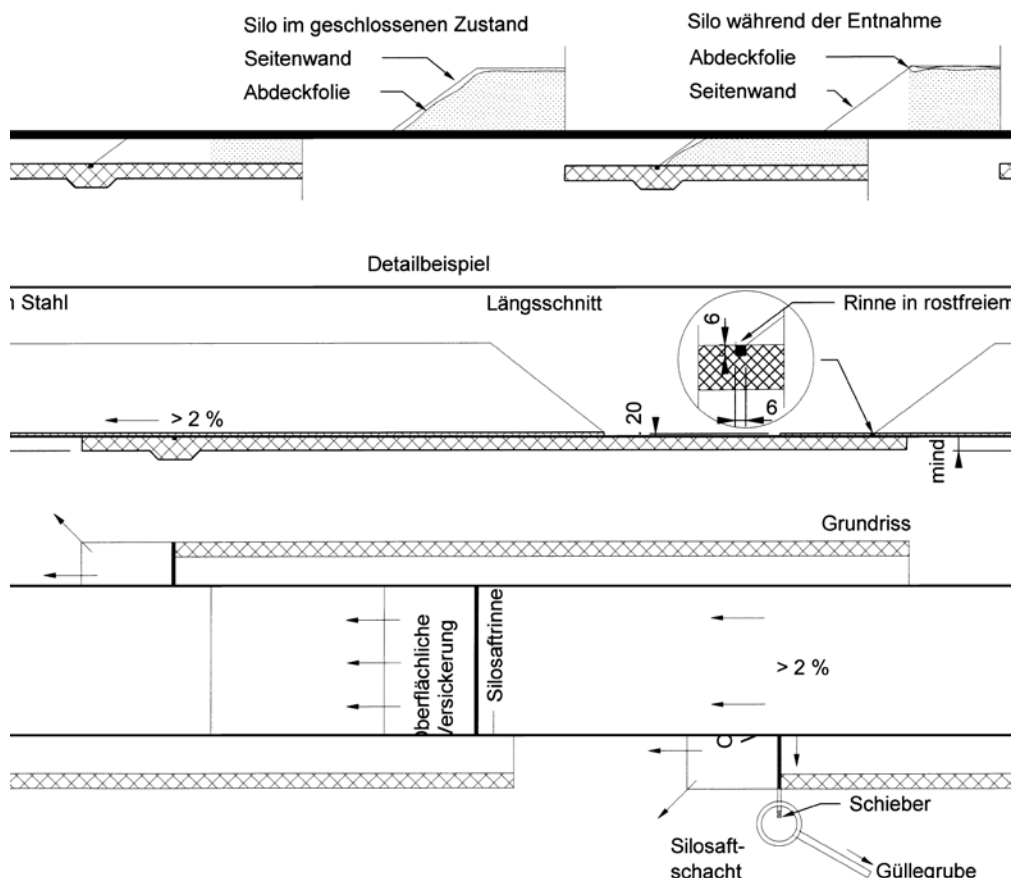 Silo im geschlossenen Zustand
Seitenwand
Abdeckfolie
Silo während der Entnahme
Abdeckfolie
Seitenwand
Detailbeispiel
Stahl
Längsschnitt
Rinne in rostfreiem
6
6
20
> 2 %
mind
Grundriss
Oberflächliche
Versickerung
Silosaftrinne
> 2 %
Schieber
Silosaft-
schacht
Güllegrube